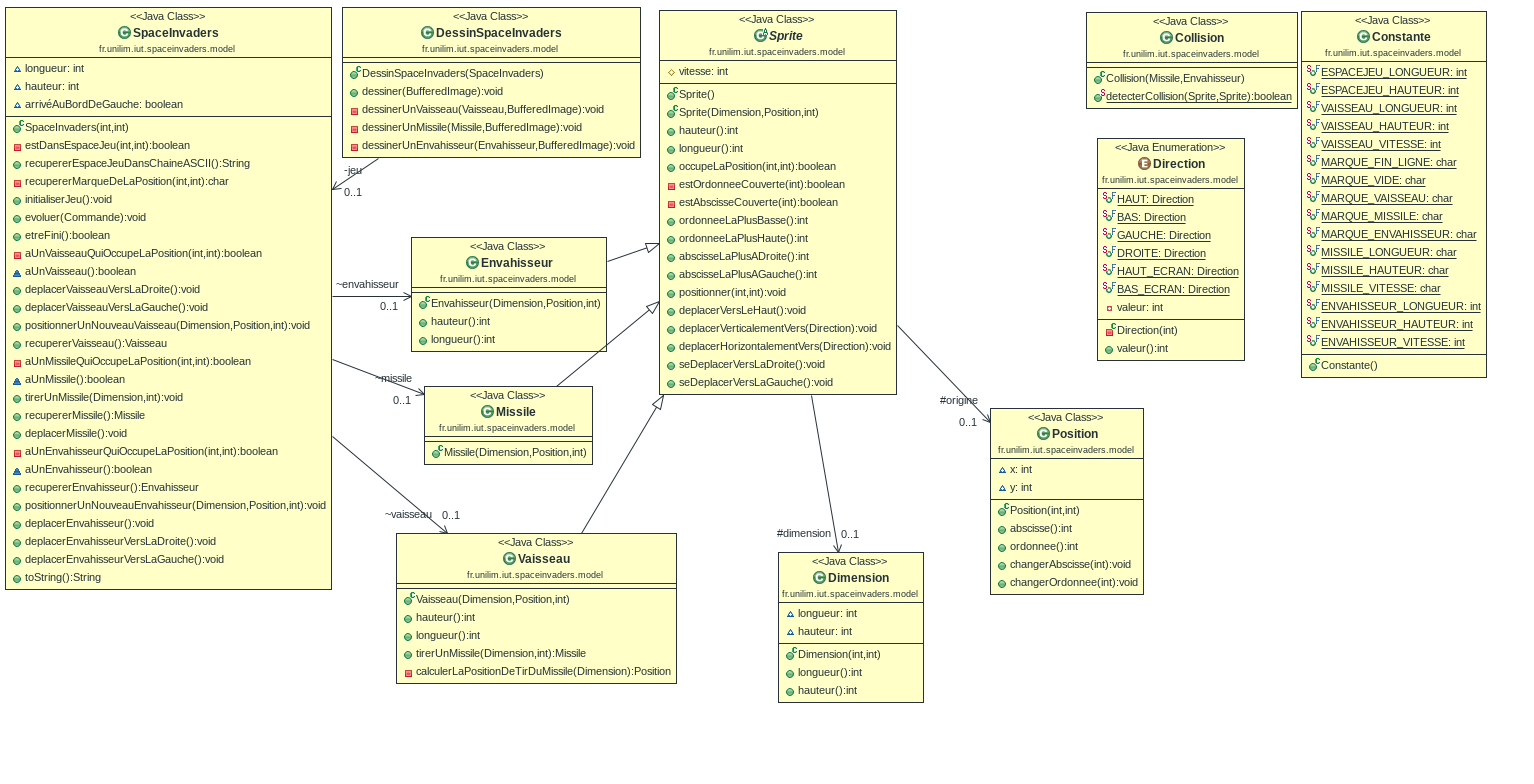 <<Java Class>>
SpaceInvaders
fr.unilim.iut.spaceinvaders.model
longueur: int
hauteur: int
arrivéAuBordDeGauche: boolean
SpaceInvaders(int,int)
estDansEspaceJeu(int,int):boolean
recupererEspaceJeuDansChaineASCII():String
recupererMarqueDeLaPosition(int,int):char
initialiserJeu():void
evoluer(Commande):void
etreFini():boolean
aUnVaisseauQuiOccupeLaPosition(int,int):boolean
aUnVaisseau():boolean
deplacerVaisseauVersLaDroite():void
deplacerVaisseauVersLaGauche():void
positionnerUnNouveauVaisseau(Dimension,Position,int):void
recupererVaisseau():Vaisseau
aUnMissileQuiOccupeLaPosition(int,int):boolean
aUnMissile():boolean
tirerUnMissile(Dimension,int):void
recupererMissile():Missile
deplacerMissile():void
aUnEnvahisseurQuiOccupeLaPosition(int,int):boolean
aUnEnvahisseur():boolean
recupererEnvahisseur():Envahisseur
positionnerUnNouveauEnvahisseur(Dimension,Position,int):void
deplacerEnvahisseur():void
deplacerEnvahisseurVersLaDroite():void
deplacerEnvahisseurVersLaGauche():void
toString():String
<<Java Class>>
DessinSpaceInvaders
fr.unilim.iut.spaceinvaders.model
DessinSpaceInvaders(SpaceInvaders)
dessiner(BufferedImage):void
dessinerUnVaisseau(Vaisseau,BufferedImage):void
dessinerUnMissile(Missile,BufferedImage):void
dessinerUnEnvahisseur(Envahisseur,BufferedImage):void
-jeu
0..1
<<Java Class>>
Envahisseur
fr.unilim.iut.spaceinvaders.model
Envahisseur(Dimension,Position,int)
hauteur():int
longueur():int
~envahisseur
0..1
<<Java Class>>
Missile
fr.unilim.iut.spaceinvaders.model
Missile(Dimension,Position,int)
~missile
0..1
<<Java Class>>
Vaisseau
fr.unilim.iut.spaceinvaders.model
Vaisseau(Dimension,Position,int)
hauteur():int
longueur():int
tirerUnMissile(Dimension,int):Missile
calculerLaPositionDeTirDuMissile(Dimension):Position
~vaisseau
0..1
<<Java Class>>
Sprite
fr.unilim.iut.spaceinvaders.model
vitesse: int
Sprite()
Sprite(Dimension,Position,int)
hauteur():int
longueur():int
occupeLaPosition(int,int):boolean
estOrdonneeCouverte(int):boolean
estAbscisseCouverte(int):boolean
ordonneeLaPlusBasse():int
ordonneeLaPlusHaute():int
abscisseLaPlusADroite():int
abscisseLaPlusAGauche():int
positionner(int,int):void
deplacerVersLeHaut():void
deplacerVerticalementVers(Direction):void
deplacerHorizontalementVers(Direction):void
seDeplacerVersLaDroite():void
seDeplacerVersLaGauche():void
#dimension
0..1
<<Java Class>>
Dimension
fr.unilim.iut.spaceinvaders.model
longueur: int
hauteur: int
Dimension(int,int)
longueur():int
hauteur():int
#origine
0..1
<<Java Class>>
Position
fr.unilim.iut.spaceinvaders.model
x: int
y: int
Position(int,int)
abscisse():int
ordonnee():int
changerAbscisse(int):void
changerOrdonnee(int):void
<<Java Class>>
Collision
fr.unilim.iut.spaceinvaders.model
Collision(Missile,Envahisseur)
detecterCollision(Sprite,Sprite):boolean
<<Java Enumeration>>
Direction
fr.unilim.iut.spaceinvaders.model
HAUT: Direction
BAS: Direction
GAUCHE: Direction
DROITE: Direction
HAUT_ECRAN: Direction
BAS_ECRAN: Direction
valeur: int
Direction(int)
valeur():int
<<Java Class>>
Constante
fr.unilim.iut.spaceinvaders.model
ESPACEJEU_LONGUEUR: int
ESPACEJEU_HAUTEUR: int
VAISSEAU_LONGUEUR: int
VAISSEAU_HAUTEUR: int
VAISSEAU_VITESSE: int
MARQUE_FIN_LIGNE: char
MARQUE_VIDE: char
MARQUE_VAISSEAU: char
MARQUE_MISSILE: char
MARQUE_ENVAHISSEUR: char
MISSILE_LONGUEUR: char
MISSILE_HAUTEUR: char
MISSILE_VITESSE: char
ENVAHISSEUR_LONGUEUR: int
ENVAHISSEUR_HAUTEUR: int
ENVAHISSEUR_VITESSE: int
Constante()